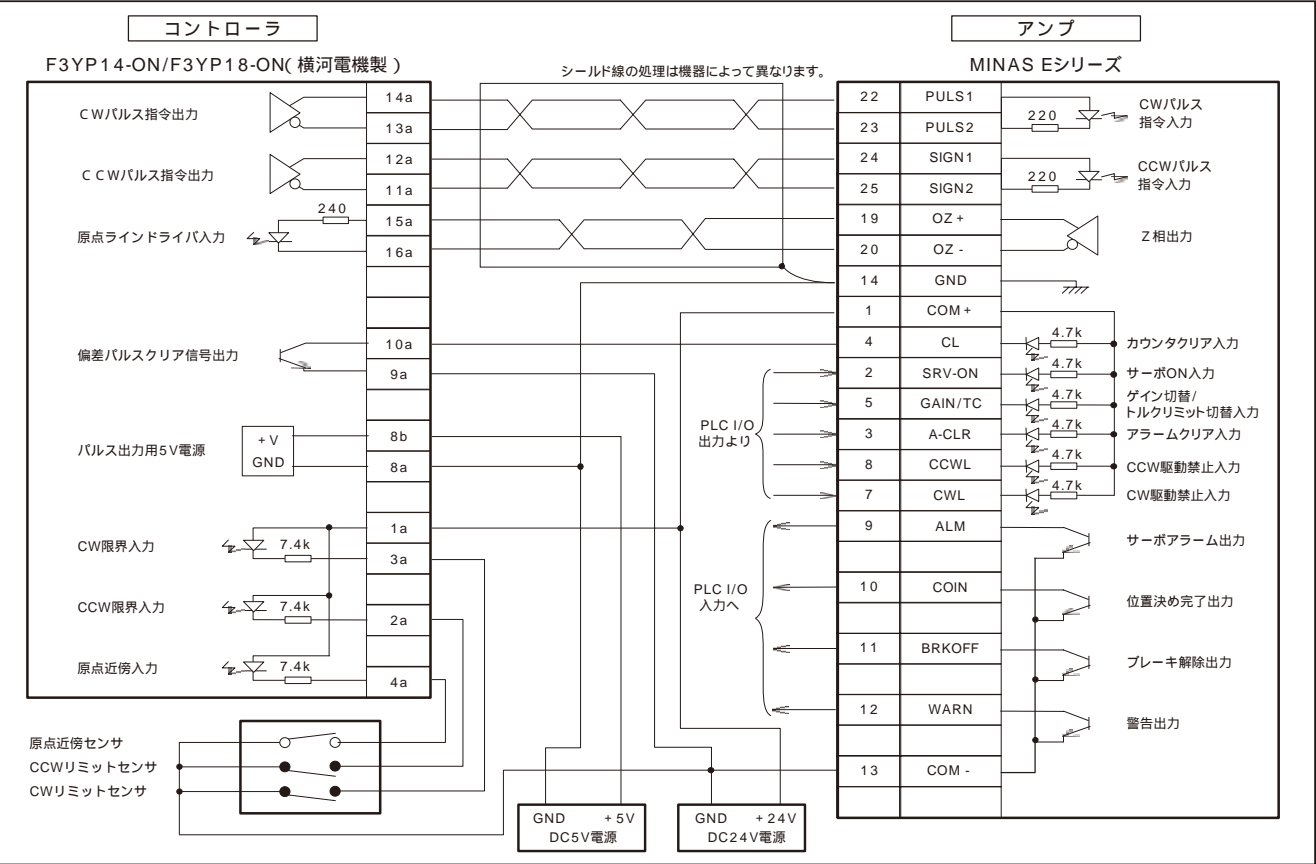 コントローラ
アンプ
F3YP14-ON/F3YP18-ON(横河電機製)
シールド線の処理は機器によって異なります。
MINAS Eシリーズ
CWパルス指令出力
14a
13a
22 PULS1
23 PULS2
220
CWパルス
指令入力
CCWパルス指令出力
12a
11a
24 SIGN1
25 SIGN2
220
CCWパルス
指令入力
原点ラインドライバ入力
240
15a
16a
19 OZ+
20 OZ-
Z相出力
14 GND
1 COM+
偏差パルスクリア信号出力
10a
9a
4 CL
4.7k
カウンタクリア入力
2 SRV-ON
4.7k
サーボON入力
5 GAIN/TC
4.7k
ゲイン切替/
トルクリミット切替入力
PLC I/O
出力より
3 A-CLR
4.7k
アラームクリア入力
8 CCWL
4.7k
CCW駆動禁止入力
7 CWL
4.7k
CW駆動禁止入力
パルス出力用5V電源
+V
GND
8b
8a
CW限界入力
7.4k
1a
3a
CCW限界入力
7.4k
2a
原点近傍入力
7.4k
4a
9 ALM
サーボアラーム出力
PLC I/O
入力へ
10 COIN
位置決め完了出力
11 BRKOFF
ブレーキ解除出力
12 WARN
警告出力
13 COM-
原点近傍センサ
CCWリミットセンサ
CWリミットセンサ
GND +5V
DC5V電源
GND +24V
DC24V電源